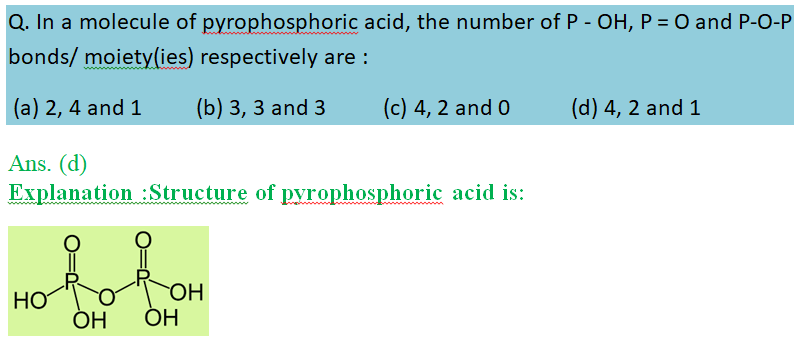 Q. In a molecule of pyrophosphoric acid, the number of P - OH, P = O and P-O-P
bonds/ moiety(ies) respectively are :
(a) 2, 4 and 1 (b) 3, 3 and 3 (c) 4, 2 and 0 (d) 4, 2 and 1
Ans. (d)
Explanation :Structure of pyrophosphoric acid is:
O O
P P
HO O OH
OH OH